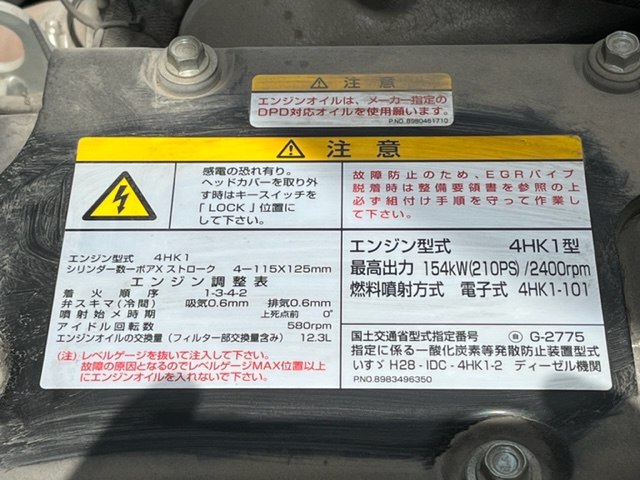 ⚠ 注意
エンジンオイルは、メーカー指定の
DPD対応オイルを使用願います。
P.NO. 8980461710
⚠ 注意
感電の恐れ有り。
ヘッドカバーを取り外
す時はキースイッチを
「LOCK」位置に
して下さい。
故障防止のため、EGRパイプ
脱着時は整備要領書を参照の上
必ず組付け手順を守って作業し
て下さい。
エンジン型式 4HK1
シリンダー数ーボアX ストローク 4ー115X125mm
エンジン調整表
着火順序 1-3-4-2
弁スキマ(冷間) 吸気0.6mm 排気0.6mm
噴射始メ時期 上死点前 0°
アイドル回転数 580rpm
エンジンオイルの交換量(フィルター部交換量含み) 12.3L
(注)レベルゲージを抜いて注入して下さい。
故障の原因となるのでレベルゲージMAX位置以上
にエンジンオイルを入れないで下さい。
エンジン型式 4HK1型
最高出力 154kW(210PS)/2400rpm
燃料噴射方式 電子式 4HK1-101
国土交通省型式指定番号 G-2775
指定に係る一酸化炭素等発散防止装置型式
いすゞH28-IDC-4HK1-2 ディーゼル機関
P.NO.8983496350